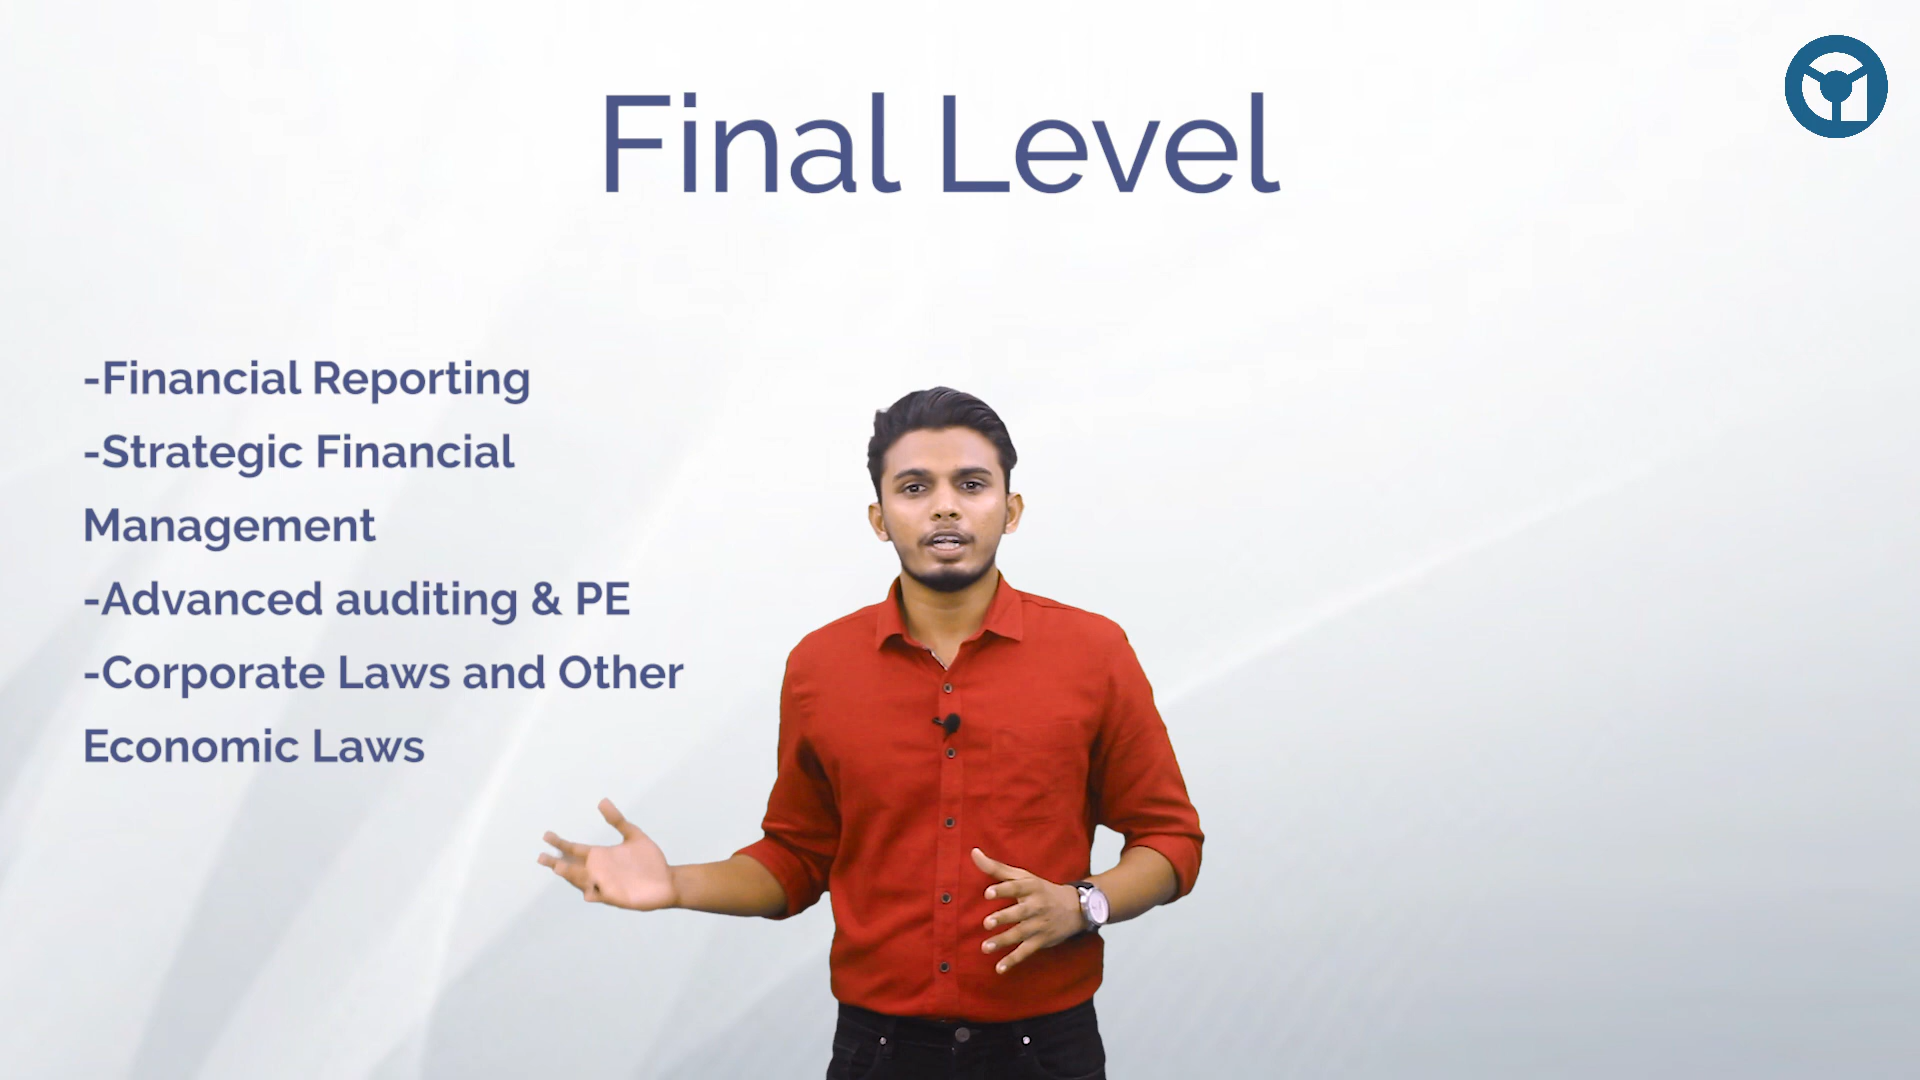 Final Level
-Financial Reporting
-Strategic Financial
Management
-Advanced auditing & PE
-Corporate Laws and Other
Economic Laws